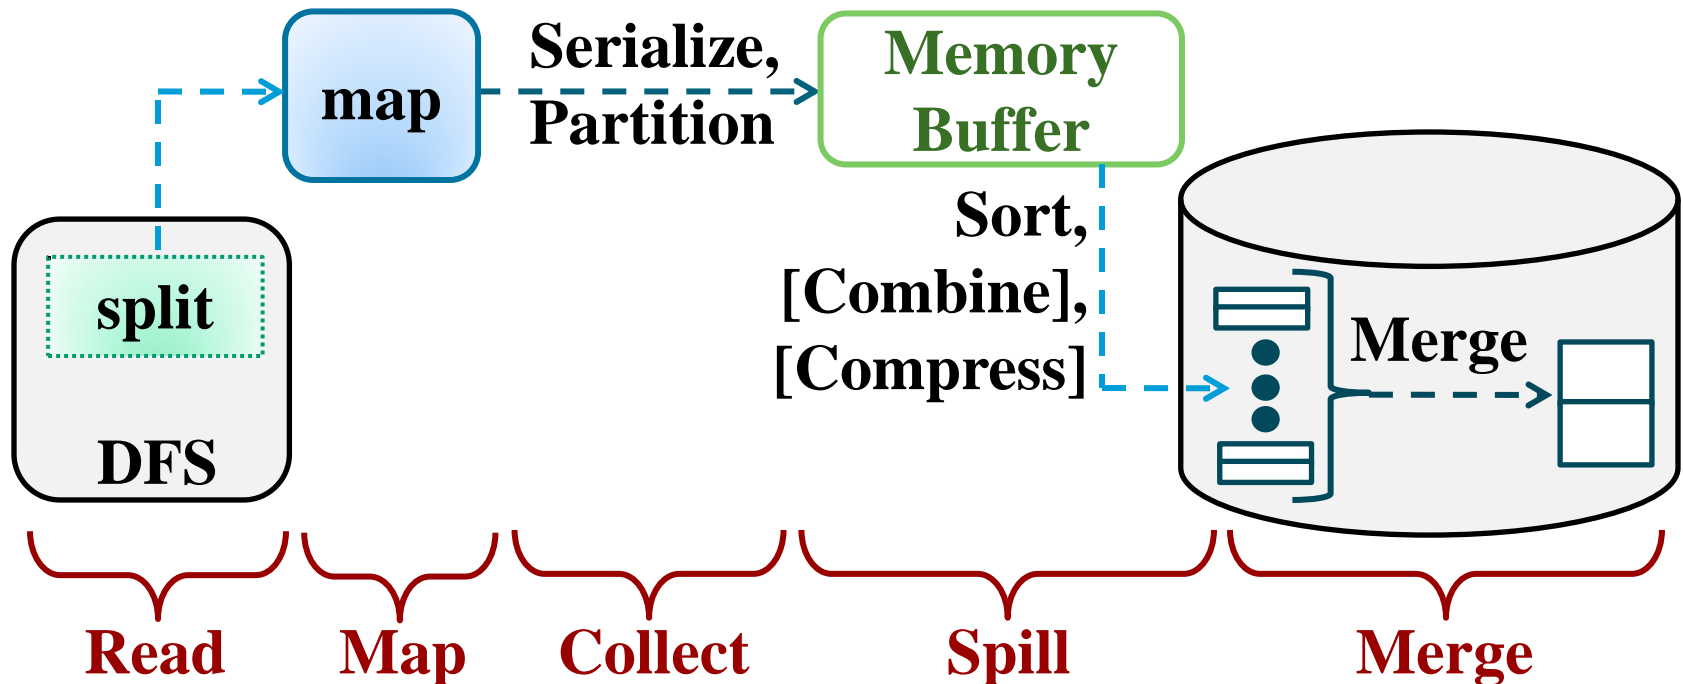 map
Serialize,
Partition
Memory
Buffer
split
DFS
Sort,
[Combine],
[Compress]
Merge
Read
Map
Collect
Spill
Merge